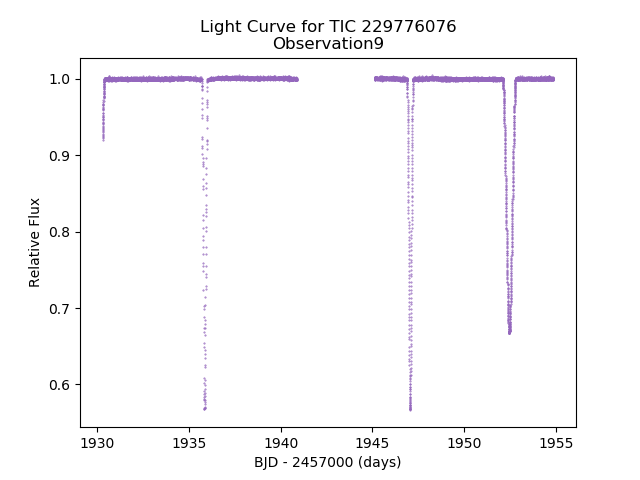 Light Curve for TIC 229776076
Observation9
1.0
0.9
0.8
0.7
0.6
Relative Flux
1930 1935 1940 1945 1950 1955
BJD - 2457000 (days)